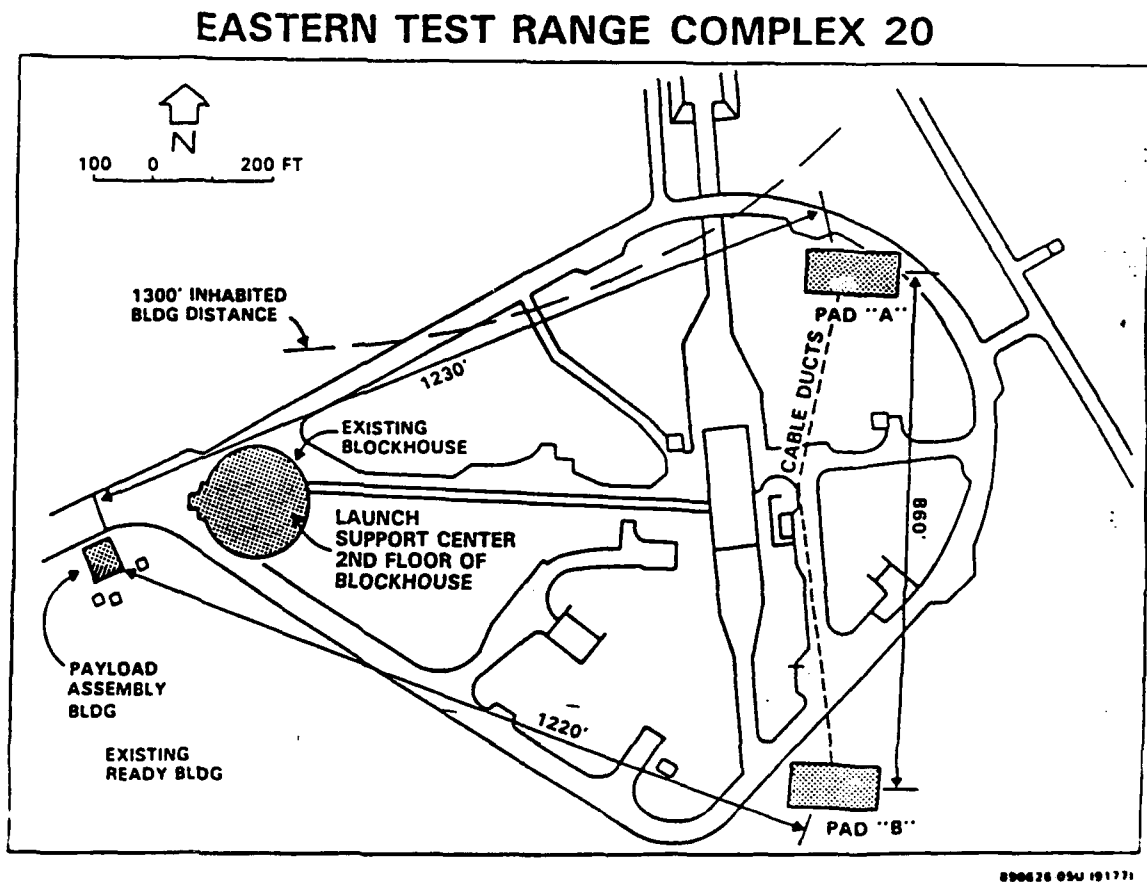 EASTERN TEST RANGE COMPLEX 20
N
100 0 200 FT
1300' INHABITED
BLDG DISTANCE
1230'
PAD "A"
CABLE DUCTS
EXISTING
BLOCKHOUSE
860'
LAUNCH
SUPPORT CENTER
2ND FLOOR OF
BLOCKHOUSE
PAYLOAD
ASSEMBLY
BLDG
1220'
EXISTING
READY BLDG
PAD "B"